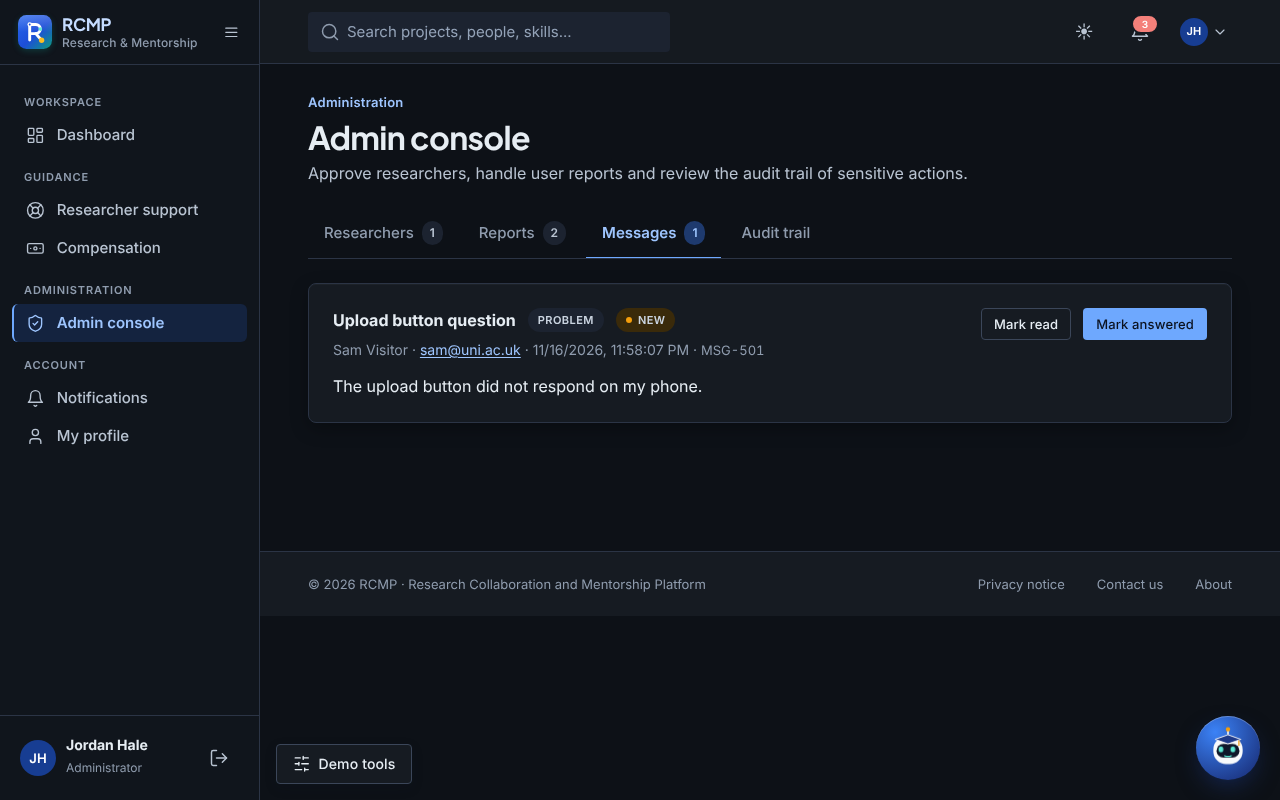 RCMP
Research & Mentorship
Search projects, people, skills...
3
JH
WORKSPACE
Dashboard
GUIDANCE
Researcher support
Compensation
ADMINISTRATION
Admin console
ACCOUNT
Notifications
My profile
JH
Jordan Hale
Administrator
Administration
Admin console
Approve researchers, handle user reports and review the audit trail of sensitive actions.
Researchers 1 Reports 2 Messages 1 Audit trail
Upload button question PROBLEM NEW Mark read Mark answered
Sam Visitor · sam@uni.ac.uk · 11/16/2026, 11:58:07 PM · MSG-501
The upload button did not respond on my phone.
© 2026 RCMP · Research Collaboration and Mentorship Platform Privacy notice Contact us About
Demo tools